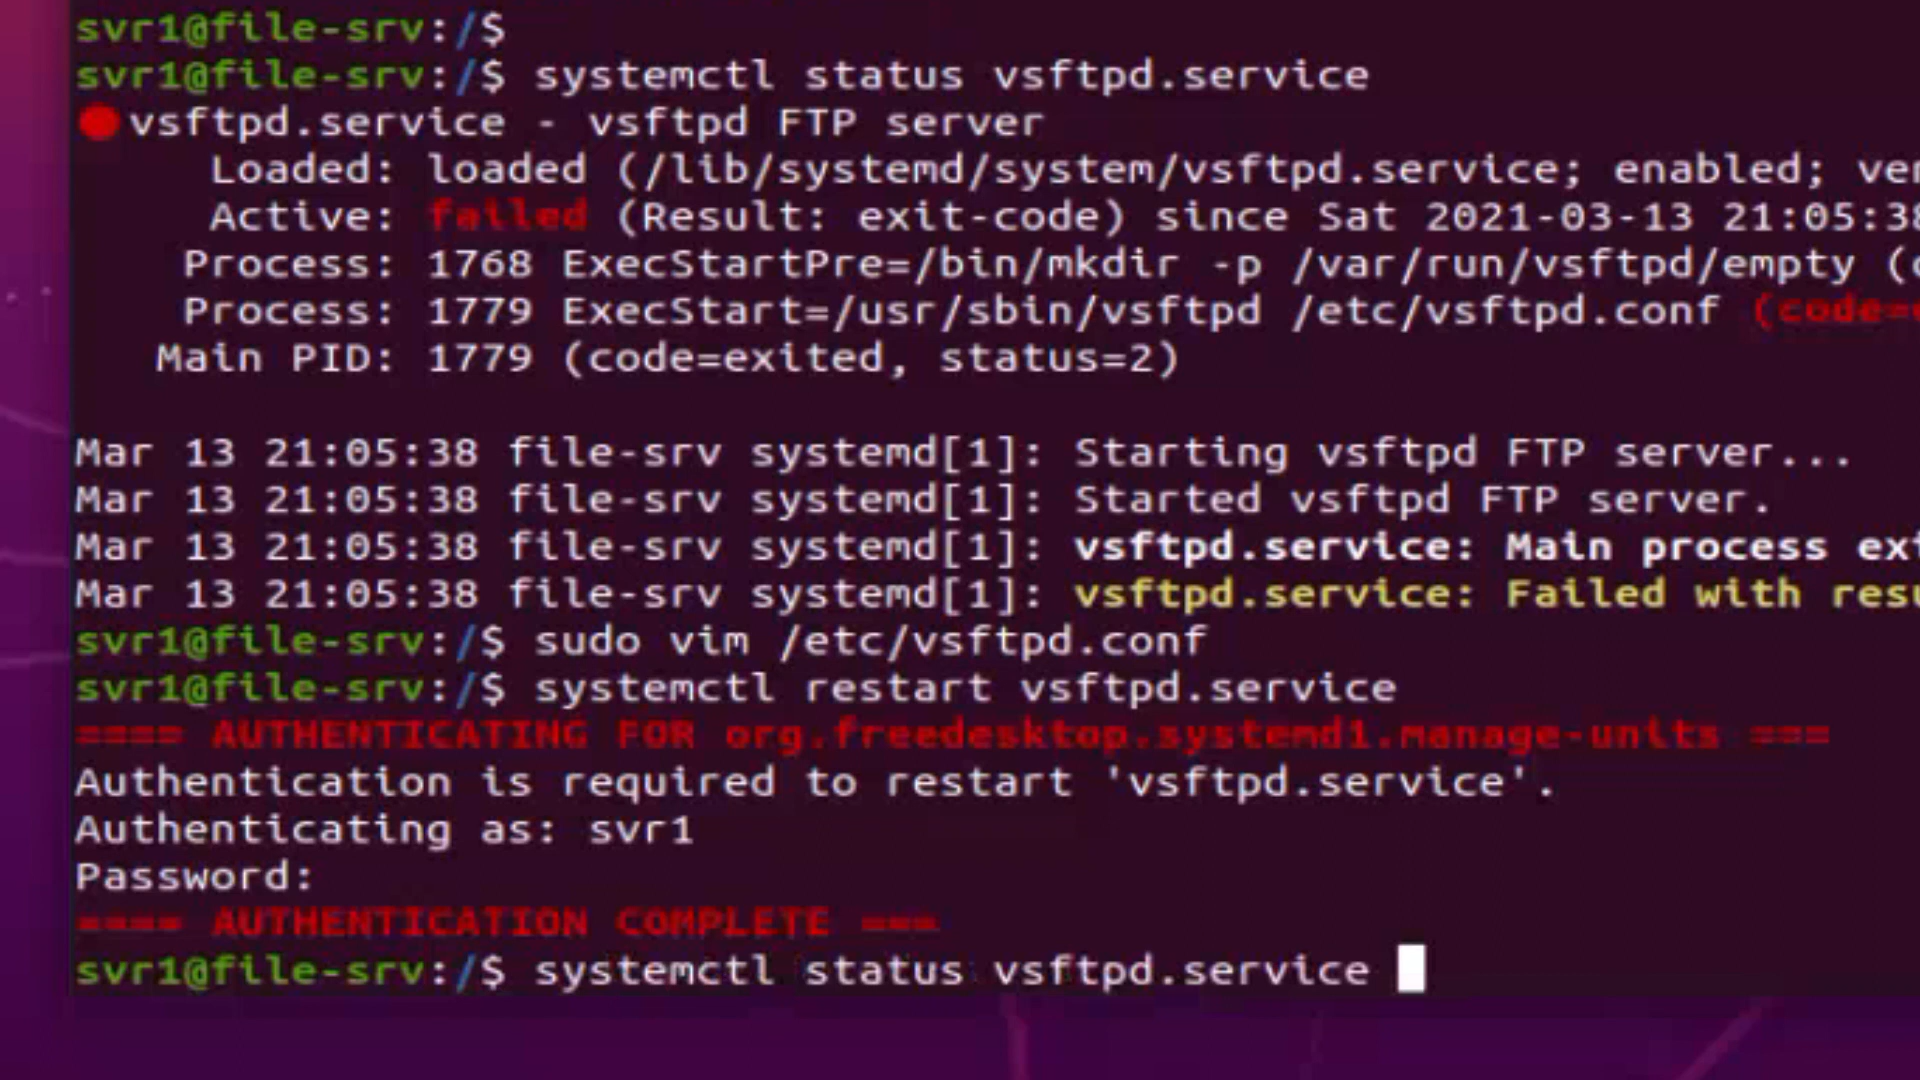 svr1@file-srv:/$
svr1@file-srv:/$ systemctl status vsftpd.service
vsftpd.service - vsftpd FTP server
Loaded: loaded (/lib/systemd/system/vsftpd.service; enabled; ven
Active: failed (Result: exit-code) since Sat 2021-03-13 21:05:38
Process: 1768 ExecStartPre=/bin/mkdir -p /var/run/vsftpd/empty (c
Process: 1779 ExecStart=/usr/sbin/vsftpd /etc/vsftpd.conf (code=e
Main PID: 1779 (code=exited, status=2)
Mar 13 21:05:38 file-srv systemd[1]: Starting vsftpd FTP server...
Mar 13 21:05:38 file-srv systemd[1]: Started vsftpd FTP server.
Mar 13 21:05:38 file-srv systemd[1]: vsftpd.service: Main process exi
Mar 13 21:05:38 file-srv systemd[1]: vsftpd.service: Failed with resu
svr1@file-srv:/$ sudo vim /etc/vsftpd.conf
svr1@file-srv:/$ systemctl restart vsftpd.service
==== AUTHENTICATING FOR org.freedesktop.systemd1.manage-units ===
Authentication is required to restart 'vsftpd.service'.
Authenticating as: svr1
Password:
==== AUTHENTICATION COMPLETE ===
svr1@file-srv:/$ systemctl status vsftpd.service